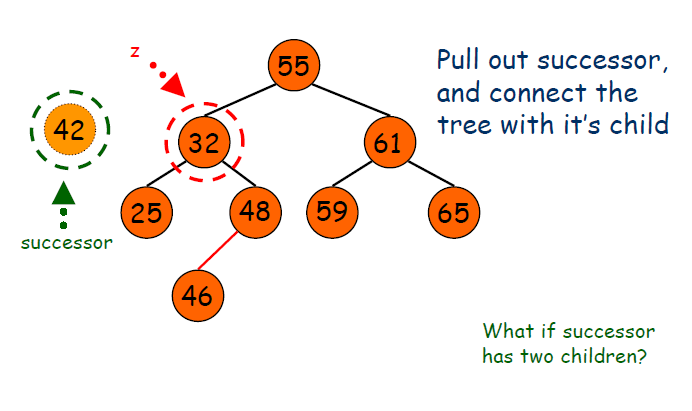 z
55
Pull out successor,
and connect the
tree with it's child
42
32
61
25
48
59
65
successor
46
What if successor
has two children?